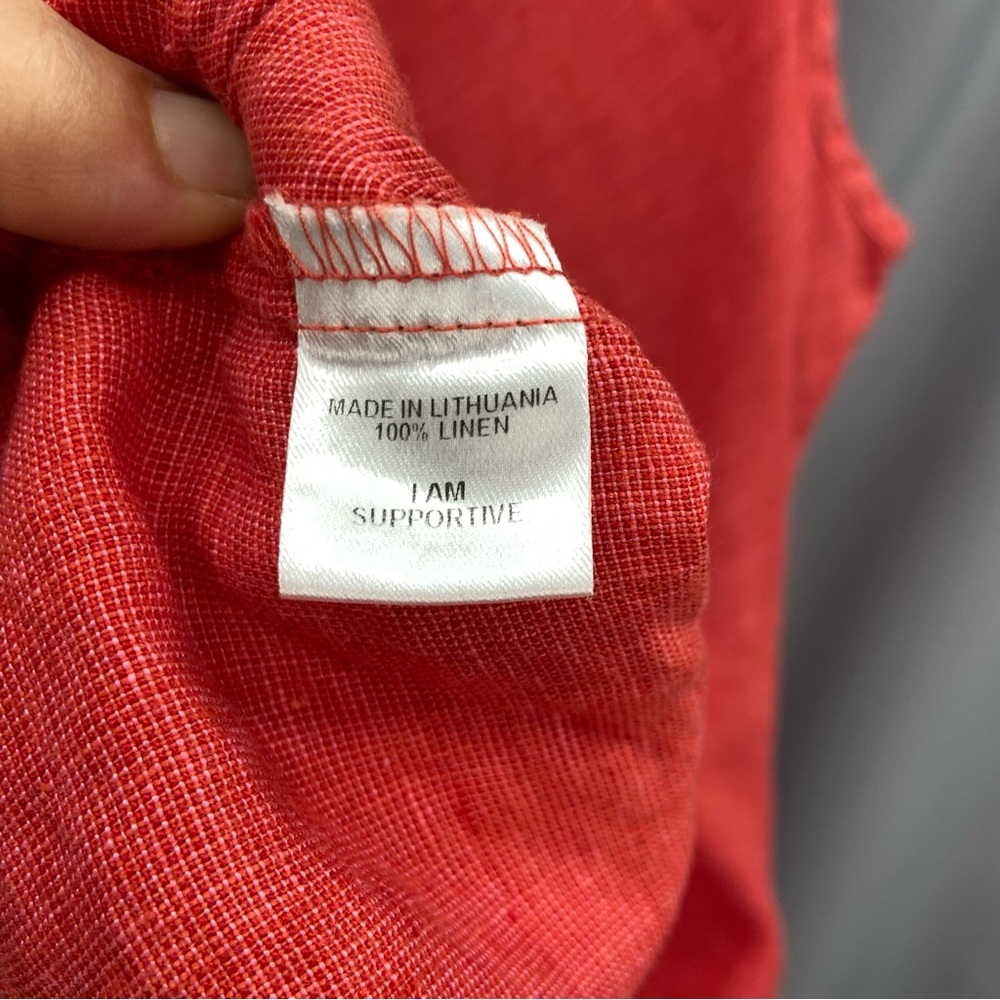 MADE IN LITHUANIA
100% LINEN
I AM
SUPPORTIVE